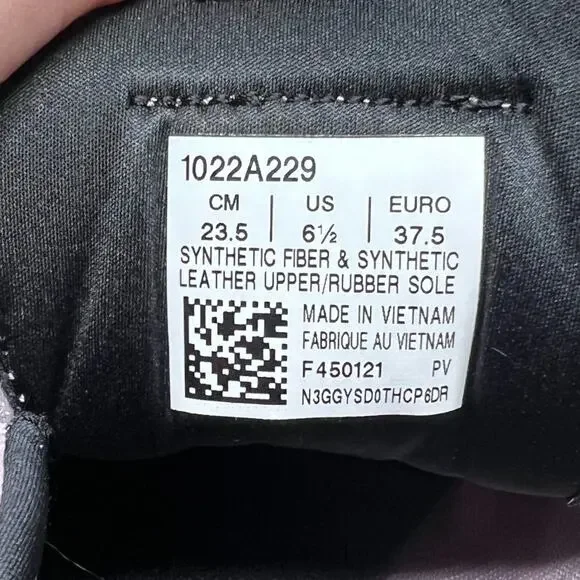 1022A229
CM | US | EURO
23.5 | 6½ | 37.5
SYNTHETIC FIBER & SYNTHETIC
LEATHER UPPER/RUBBER SOLE
MADE IN VIETNAM
FABRIQUE AU VIETNAM
F450121 PV
N3GGYSD0THCP6DR